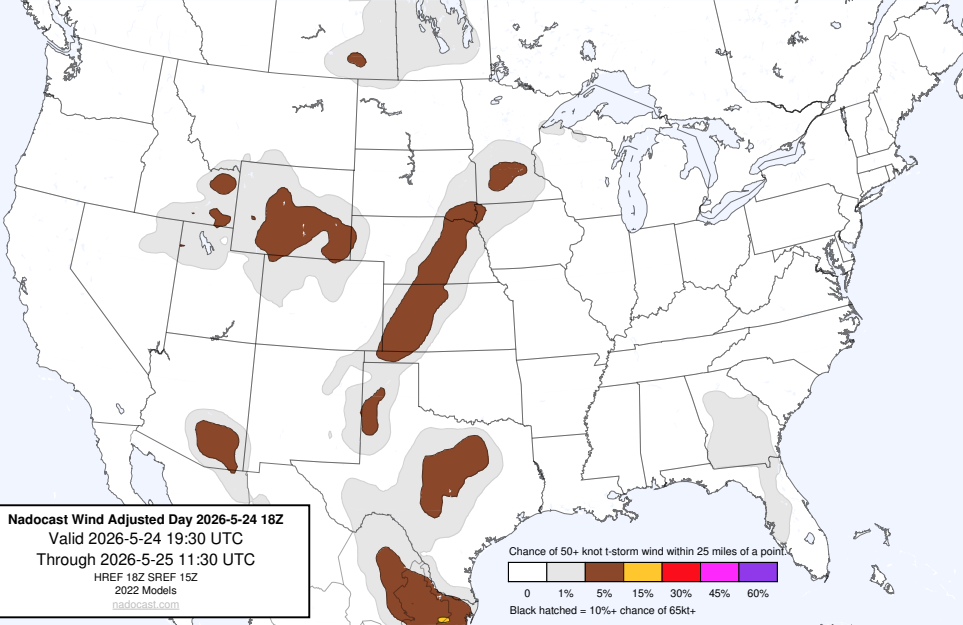 Nadocast Wind Adjusted Day 2026-5-24 18Z
Valid 2026-5-24 19:30 UTC
Through 2026-5-25 11:30 UTC
HREF 18Z SREF 15Z
2022 Models
nadocast.com
Chance of 50+ knot t-storm wind within 25 miles of a point.
0 1% 5% 15% 30% 45% 60%
Black hatched = 10%+ chance of 65kt+